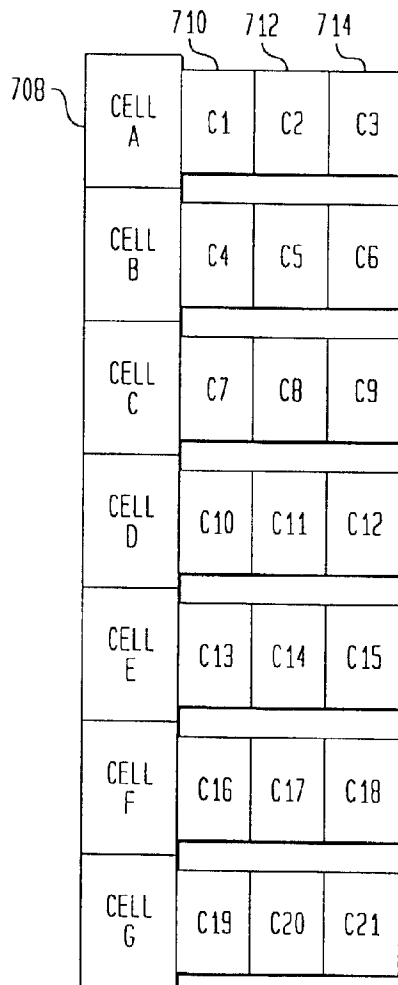 710 712 714
708
CELL A C1 C2 C3
CELL B C4 C5 C6
CELL C C7 C8 C9
CELL D C10 C11 C12
CELL E C13 C14 C15
CELL F C16 C17 C18
CELL G C19 C20 C21